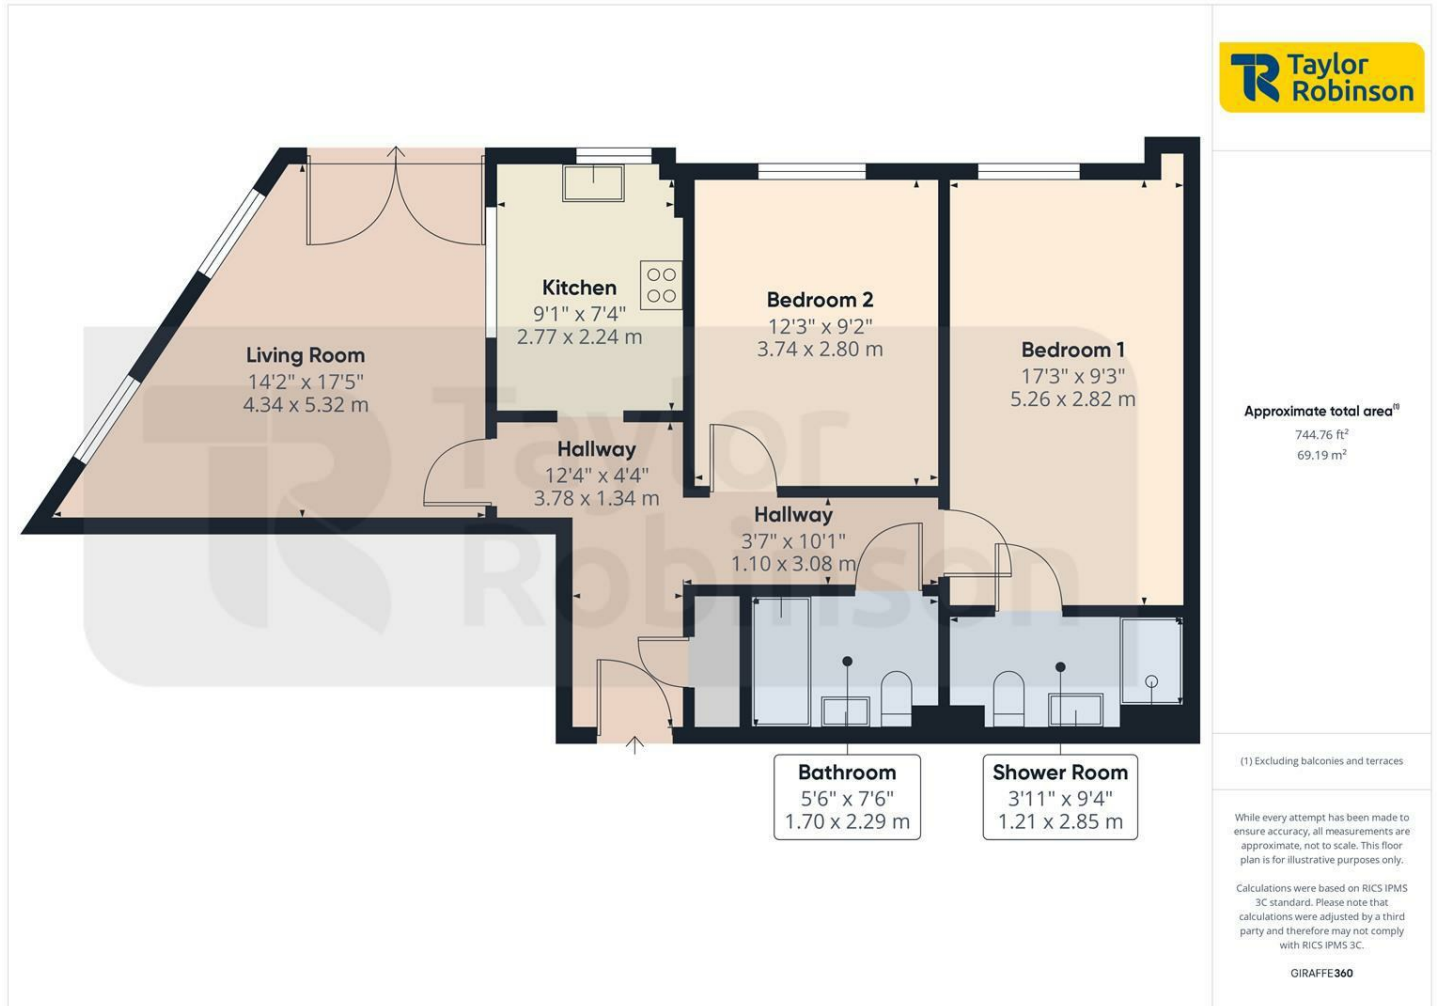 Taylor
Robinson
Kitchen
9'1" x 7'4"
2.77 x 2.24 m
Bedroom 2
12'3" x 9'2"
3.74 x 2.80 m
Living Room
14'2" x 17'5"
4.34 x 5.32 m
Bedroom 1
17'3" x 9'3"
5.26 x 2.82 m
Hallway
12'4" x 4'4"
3.78 x 1.34 m
Hallway
3'7" x 10'1"
1.10 x 3.08 m
Taylor
Robinson
Bathroom
5'6" x 7'6"
1.70 x 2.29 m
Shower Room
3'11" x 9'4"
1.21 x 2.85 m
Approximate total area(1)
744.76 ft²
69.19 m²
(1) Excluding balconies and terraces
While every attempt has been made to
ensure accuracy, all measurements are
approximate, not to scale. This floor
plan is for illustrative purposes only.
Calculations were based on RICS IPMS
3C standard. Please note that
calculations were adjusted by a third
party and therefore may not comply
with RICS IPMS 3C.
GIRAFFE360